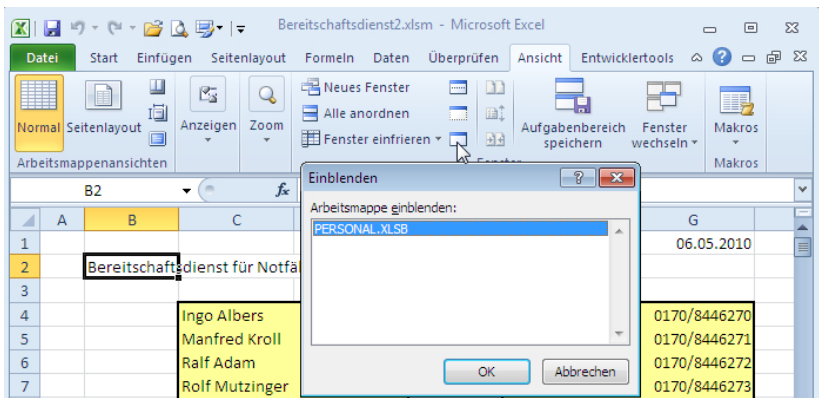 Bereitschaftsdienst2.xlsm - Microsoft Excel
Datei Start Einfügen Seitenlayout Formeln Daten Überprüfen Ansicht Entwicklertools
Normal Seitenlayout Anzeigen Zoom
Neues Fenster
Alle anordnen
Fenster einfrieren
Aufgabenbereich speichern
Fenster wechseln
Makros
Arbeitsmappenansichten Makros
B2 fx
Einblenden
Arbeitsmappe einblenden:
PERSONAL.XLSB
OK Abbrechen
A B C G
1 06.05.2010
2
3
4 Ingo Albers 0170/8446270
5 Manfred Kroll 0170/8446271
6 Ralf Adam 0170/8446272
7 Rolf Mutzinger 0170/8446273